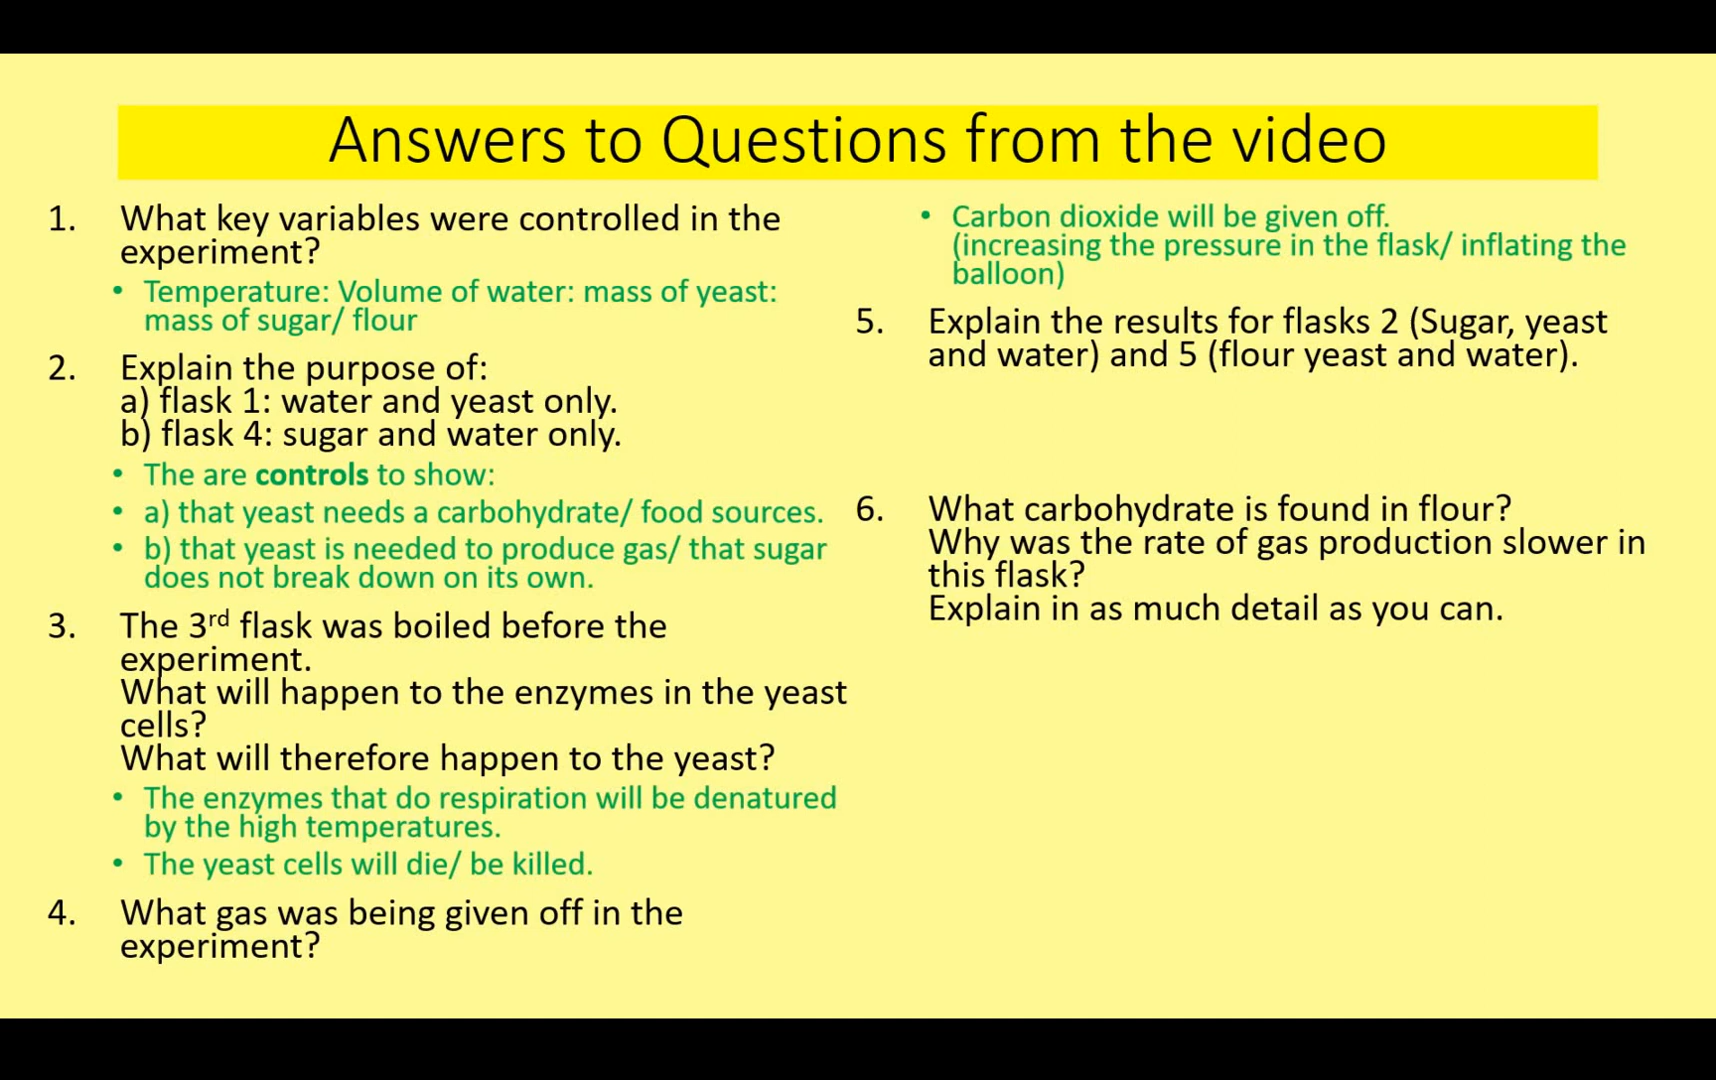 Answers to Questions from the video
1. What key variables were controlled in the
experiment?
• Temperature: Volume of water: mass of yeast:
mass of sugar/ flour
2. Explain the purpose of:
a) flask 1: water and yeast only.
b) flask 4: sugar and water only.
• The are controls to show:
• a) that yeast needs a carbohydrate/ food sources.
• b) that yeast is needed to produce gas/ that sugar
does not break down on its own.
3. The 3rd flask was boiled before the
experiment.
What will happen to the enzymes in the yeast
cells?
What will therefore happen to the yeast?
• The enzymes that do respiration will be denatured
by the high temperatures.
• The yeast cells will die/ be killed.
4. What gas was being given off in the
experiment?
• Carbon dioxide will be given off.
(increasing the pressure in the flask/ inflating the
balloon)
5. Explain the results for flasks 2 (Sugar, yeast
and water) and 5 (flour yeast and water).
6. What carbohydrate is found in flour?
Why was the rate of gas production slower in
this flask?
Explain in as much detail as you can.